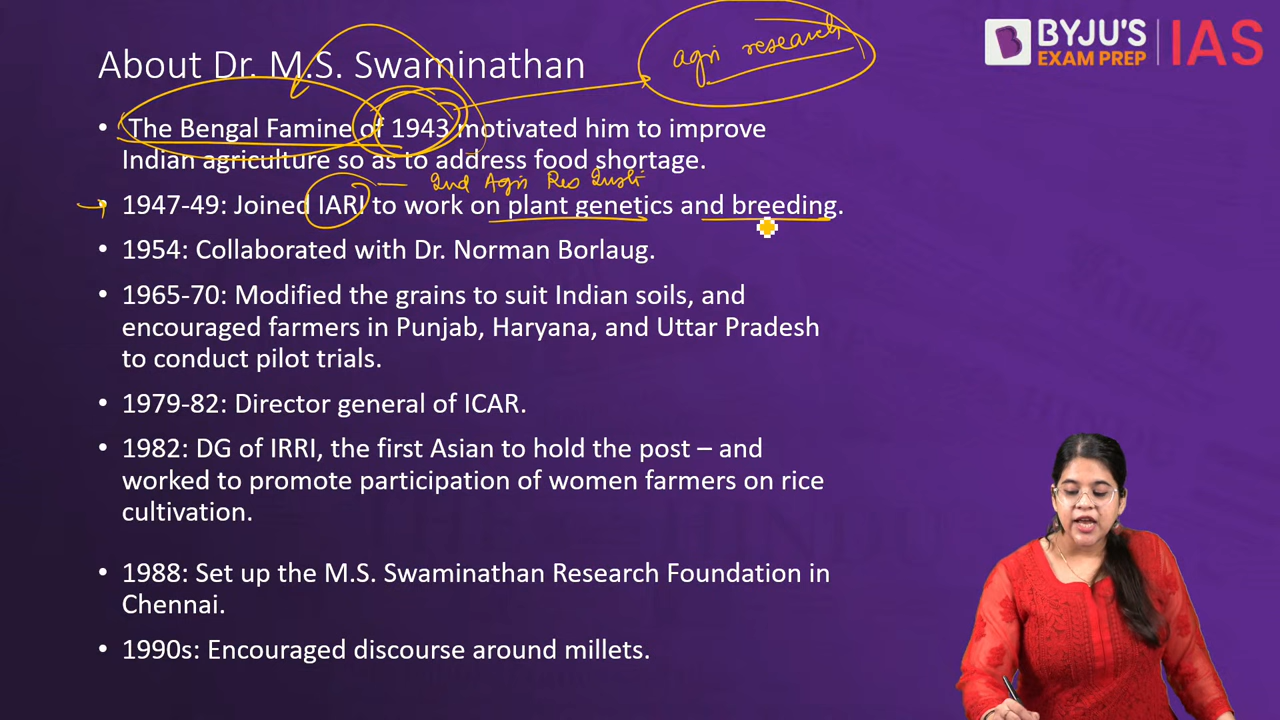 About Dr. M.S. Swaminathan
agri research
BYJU'S
EXAM PREP
IAS
• The Bengal Famine of 1943 motivated him to improve
Indian agriculture so as to address food shortage.
Ind Agri Res Insti
• 1947-49: Joined IARI to work on plant genetics and breeding.
• 1954: Collaborated with Dr. Norman Borlaug.
• 1965-70: Modified the grains to suit Indian soils, and
encouraged farmers in Punjab, Haryana, and Uttar Pradesh
to conduct pilot trials.
• 1979-82: Director general of ICAR.
• 1982: DG of IRRI, the first Asian to hold the post – and
worked to promote participation of women farmers on rice
cultivation.
• 1988: Set up the M.S. Swaminathan Research Foundation in
Chennai.
• 1990s: Encouraged discourse around millets.